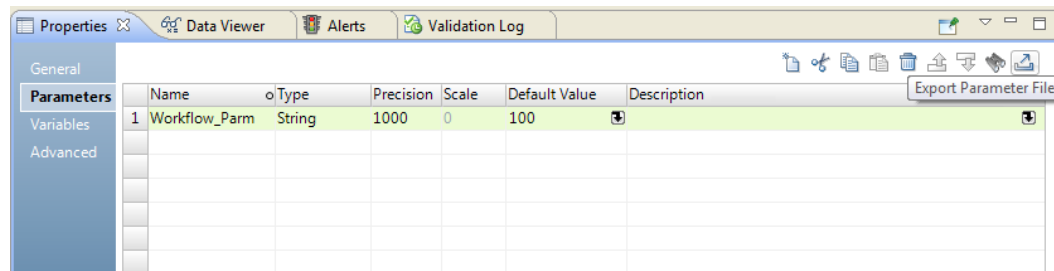 Properties Data Viewer Alerts Validation Log
General
Parameters
Variables
Advanced
Export Parameter File
Name Type Precision Scale Default Value Description
1 Workflow_Parm String 1000 0 100